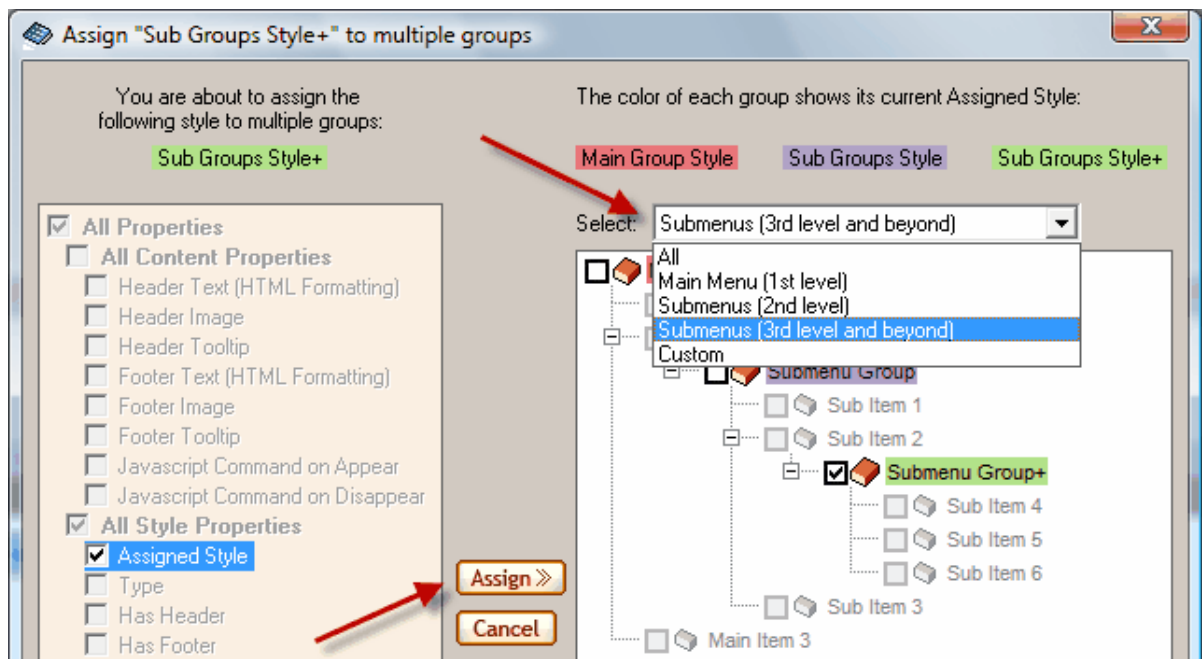 Assign "Sub Groups Style+" to multiple groups
You are about to assign the
following style to multiple groups:
Sub Groups Style+
All Properties
All Content Properties
Header Text (HTML Formatting)
Header Image
Header Tooltip
Footer Text (HTML Formatting)
Footer Image
Footer Tooltip
Javascript Command on Appear
Javascript Command on Disappear
All Style Properties
Assigned Style
Type
Has Header
Has Footer
Assign »
Cancel
The color of each group shows its current Assigned Style:
Main Group Style
Sub Groups Style
Sub Groups Style+
Select: Submenus (3rd level and beyond)
All
Main Menu (1st level)
Submenus (2nd level)
Submenus (3rd level and beyond)
Custom
Submenu Group
Sub Item 1
Sub Item 2
Submenu Group+
Sub Item 4
Sub Item 5
Sub Item 6
Sub Item 3
Main Item 3